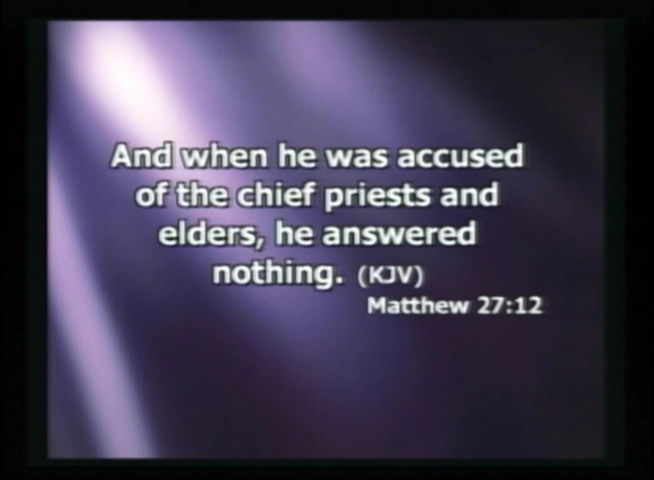 And when he was accused
of the chief priests and
elders, he answered
nothing. (KJV)
Matthew 27:12